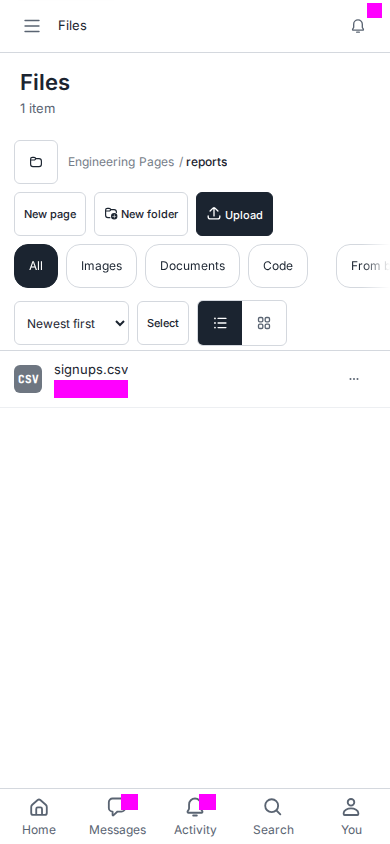 Files
Files
1 item
Engineering Pages / reports
New page New folder Upload
All Images Documents Code From
Newest first Select
CSV signups.csv
Home Messages Activity Search You